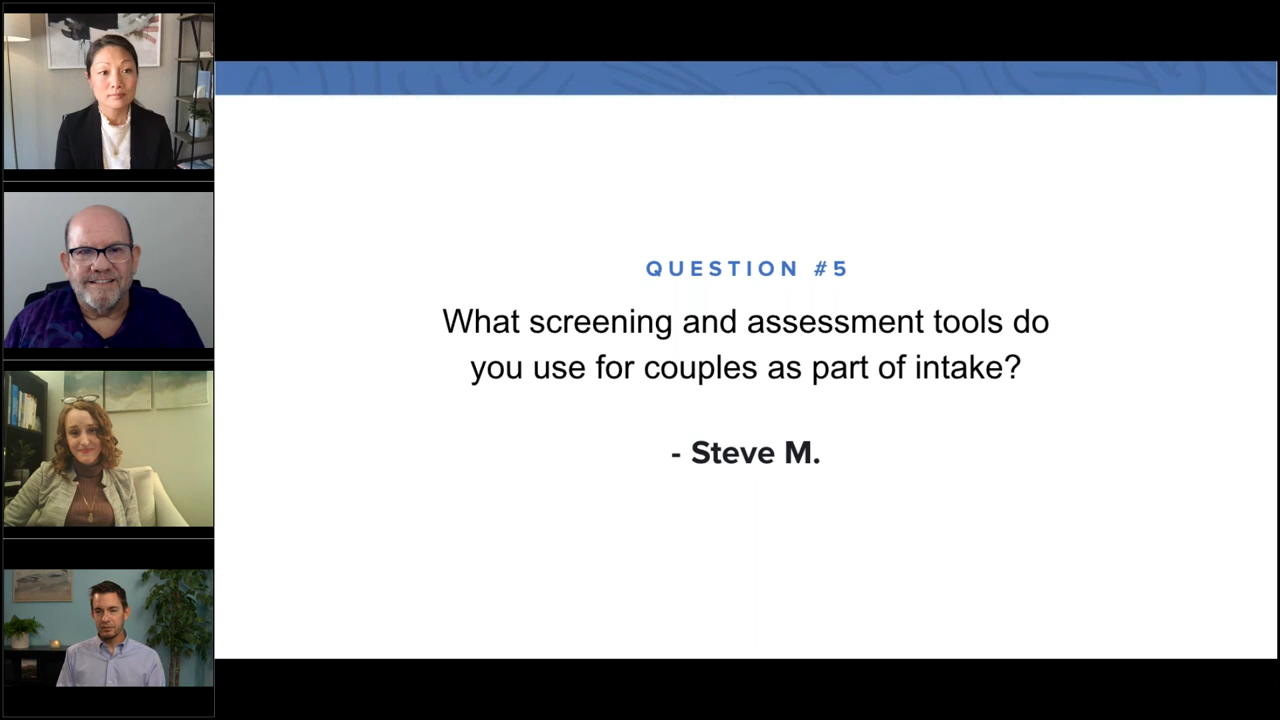 QUESTION #5
What screening and assessment tools do
you use for couples as part of intake?
- Steve M.